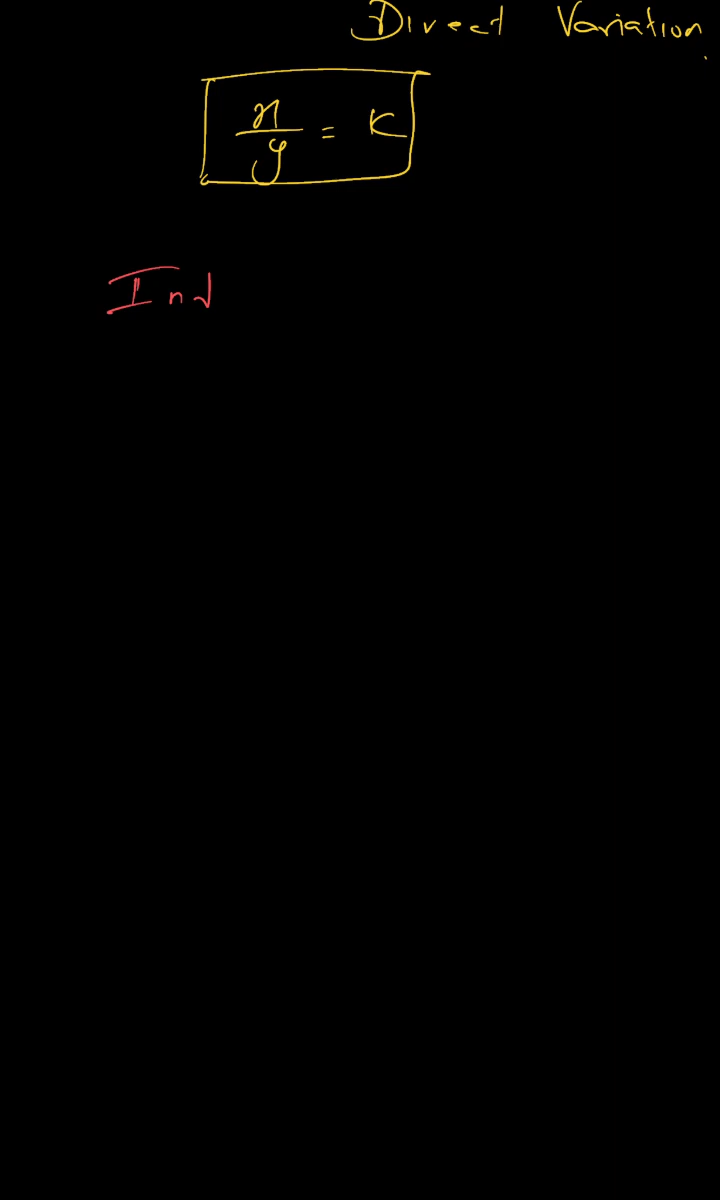 Direct Variation
x/y = K
Ind